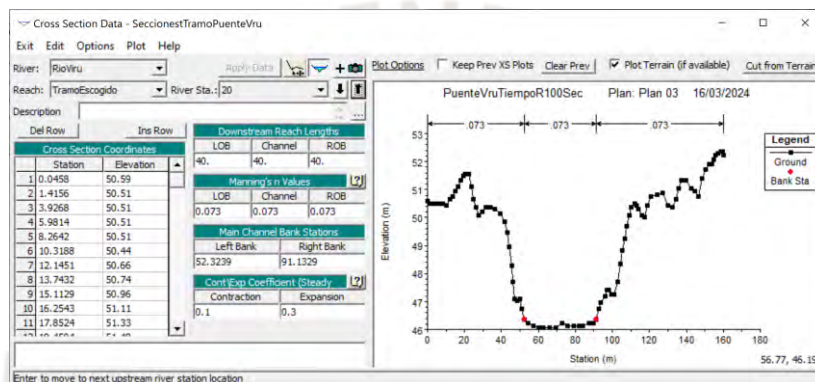 Cross Section Data - SeccionestTramoPuenteVru
Exit Edit Options Plot Help
River: RioViru Apply Data Plot Options Keep Prev XS Plots Clear Prev Plot Terrain (if available) Cut from Terrain
Reach: TramoEscogido River Sta.: 20
Description ...
Del Row Ins Row
Cross Section Coordinates
Station Elevation
1 0.0458 50.59
2 1.4156 50.51
3 3.9268 50.51
4 5.9814 50.51
5 8.2642 50.51
6 10.3188 50.44
7 12.1451 50.66
8 13.7432 50.74
9 15.1129 50.96
10 16.2543 51.11
11 17.8524 51.33
Downstream Reach Lengths
LOB Channel ROB
40. 40. 40.
Manning's n Values ?
LOB Channel ROB
0.073 0.073 0.073
Main Channel Bank Stations
Left Bank Right Bank
52.3239 91.1329
Cont\Exp Coefficient (Steady ?
Contraction Expansion
0.1 0.3
PuenteVruTiempoR100Sec Plan: Plan 03 16/03/2024
.073 .073 .073
Legend
Ground
Bank Sta
Elevation (m)
53
52
51
50
49
48
47
46
0 20 40 60 80 100 120 140 160 180
Station (m)
56.77, 46.19
Enter to move to next upstream river station location